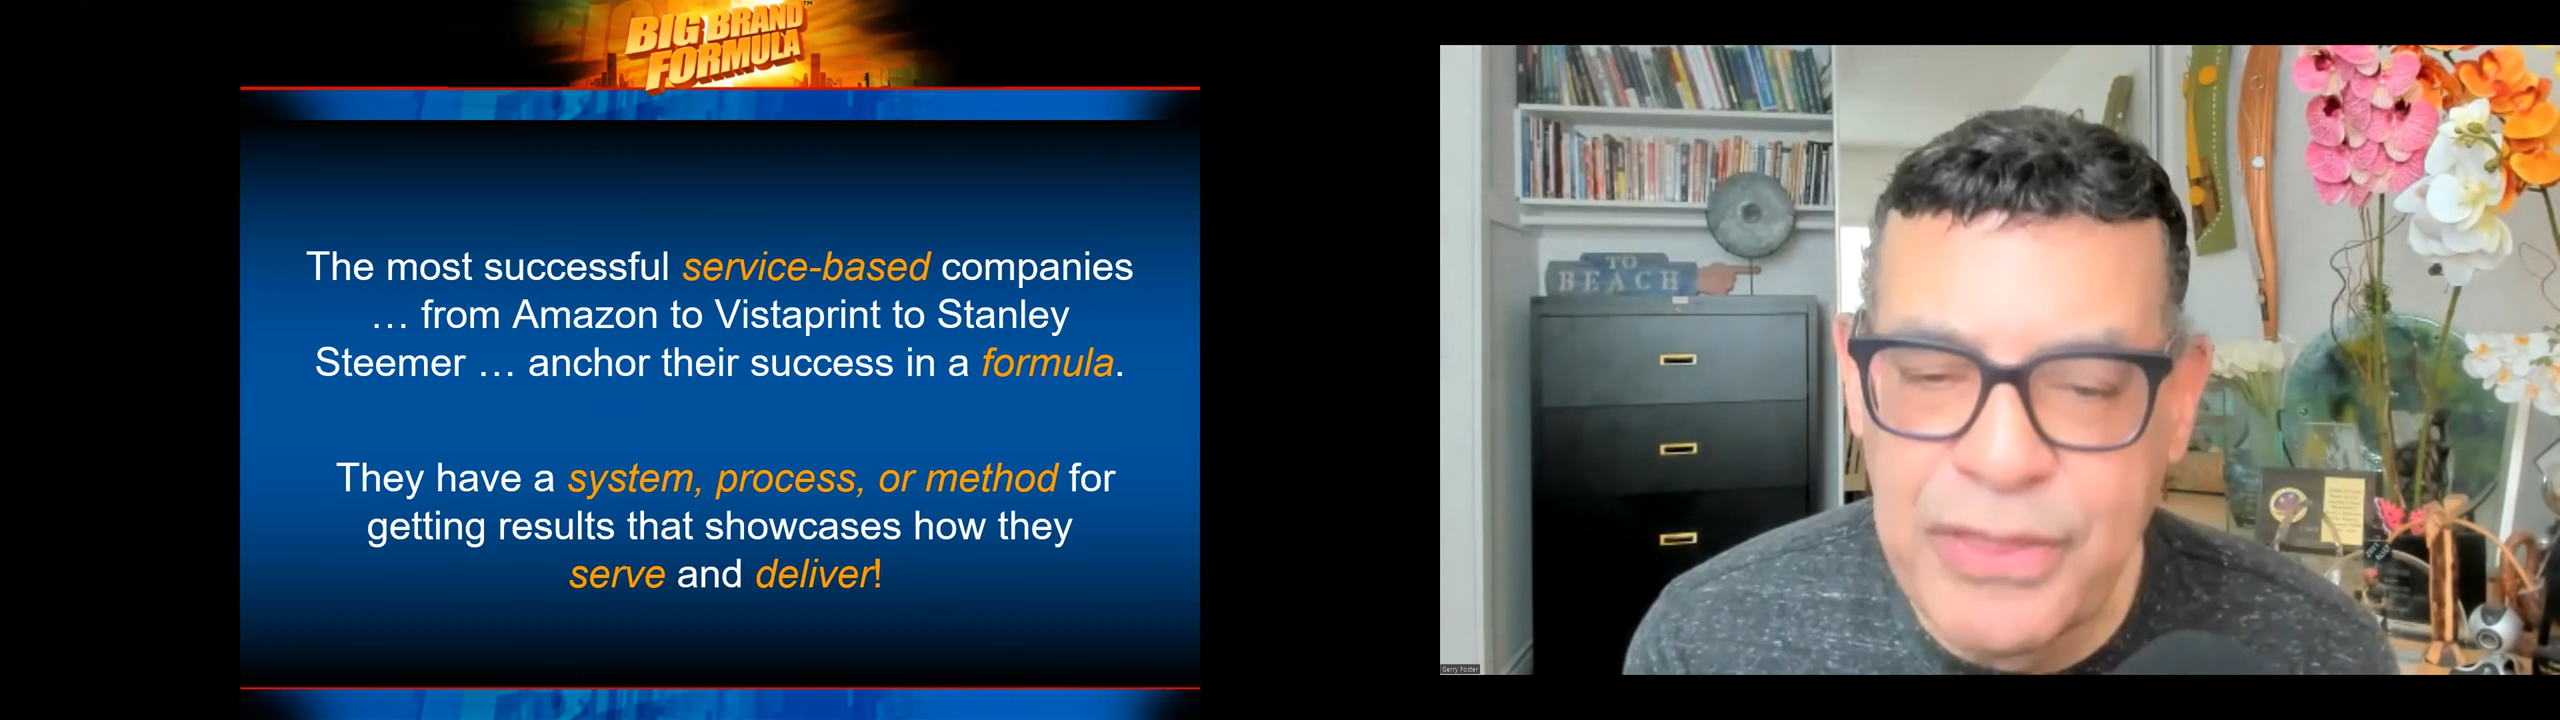 BIG BRAND
FORMULA™
The most successful service-based companies
… from Amazon to Vistaprint to Stanley
Steemer … anchor their success in a formula.
They have a system, process, or method for
getting results that showcases how they
serve and deliver!
TO
BEACH
Gerry Foster